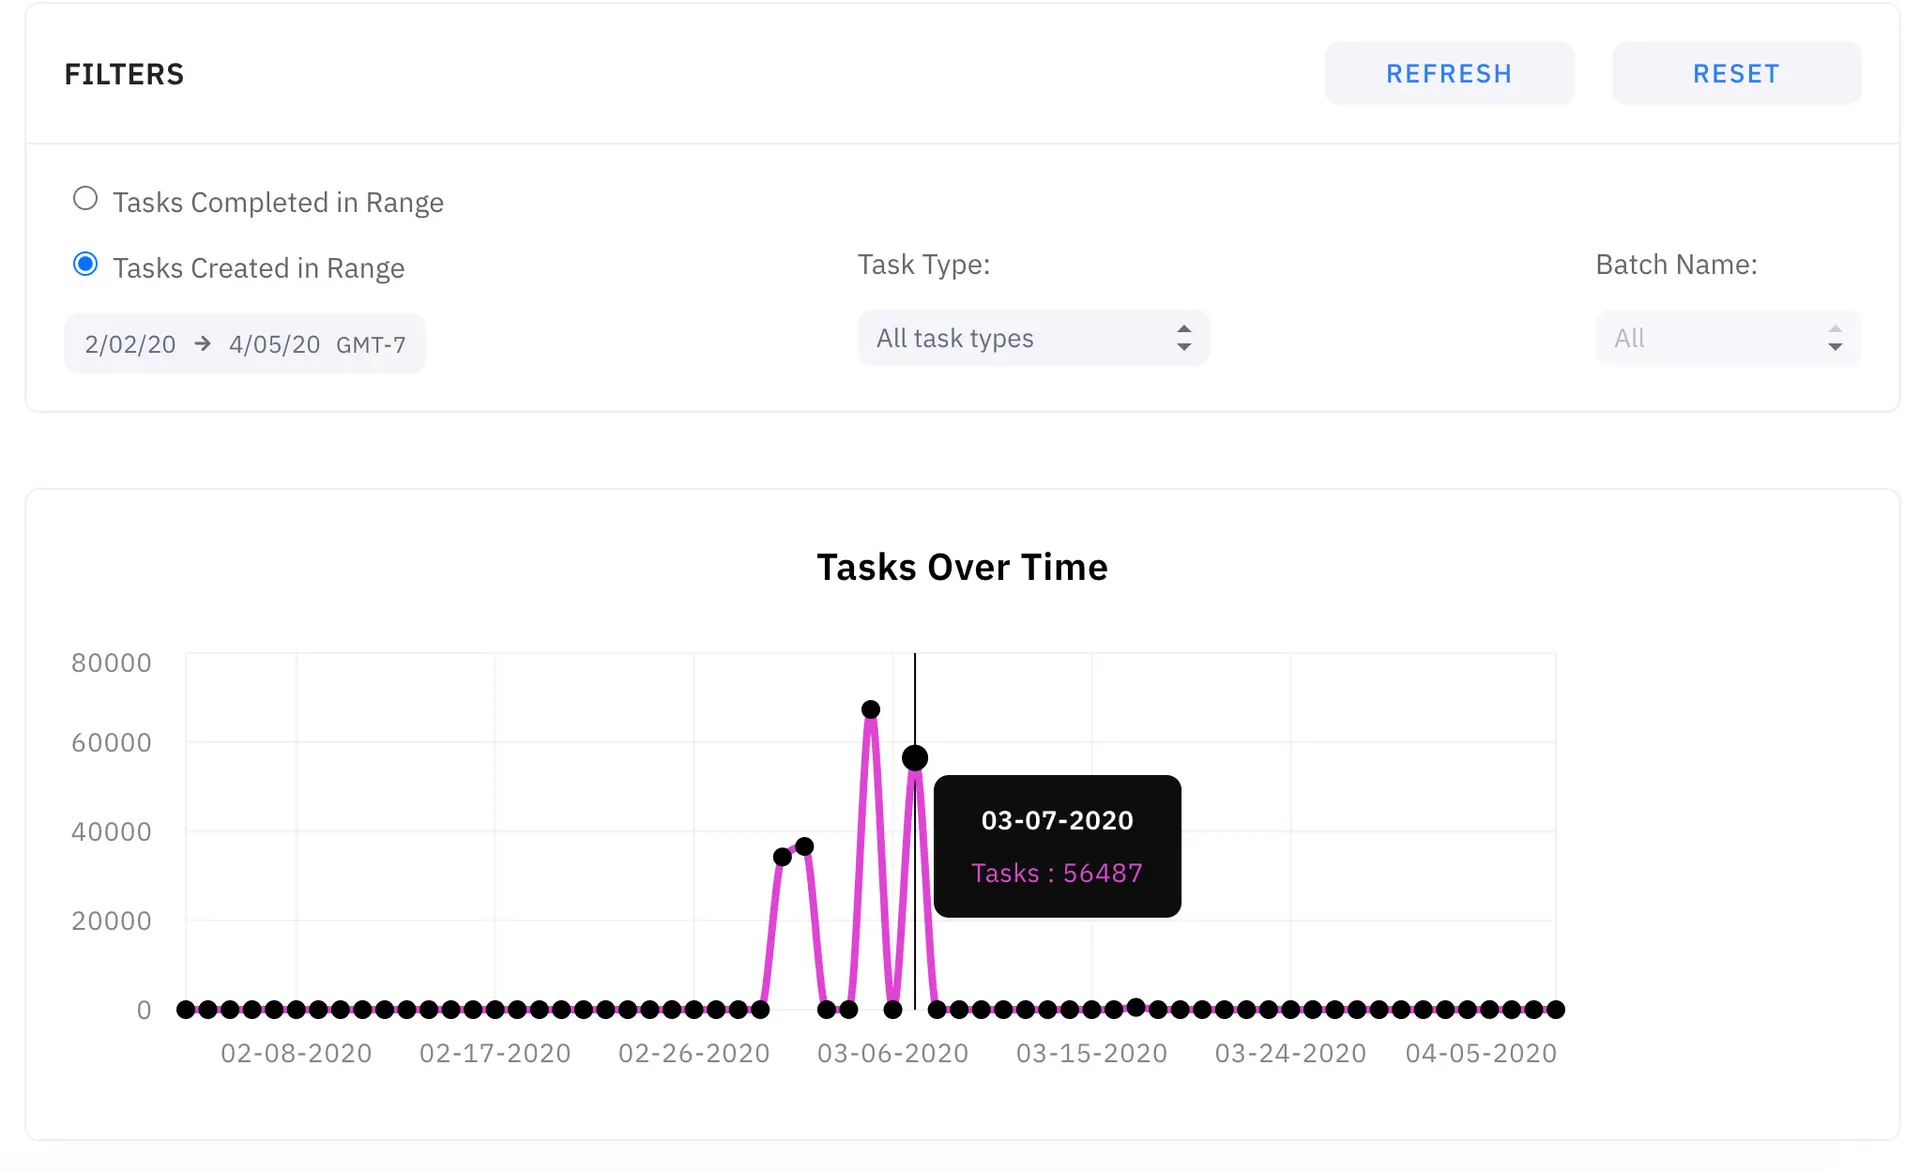 FILTERS
REFRESH
RESET
Tasks Completed in Range
Tasks Created in Range
2/02/20 → 4/05/20 GMT-7
Task Type:
All task types
Batch Name:
All
Tasks Over Time
80000
60000
40000
20000
0
03-07-2020
Tasks : 56487
02-08-2020
02-17-2020
02-26-2020
03-06-2020
03-15-2020
03-24-2020
04-05-2020